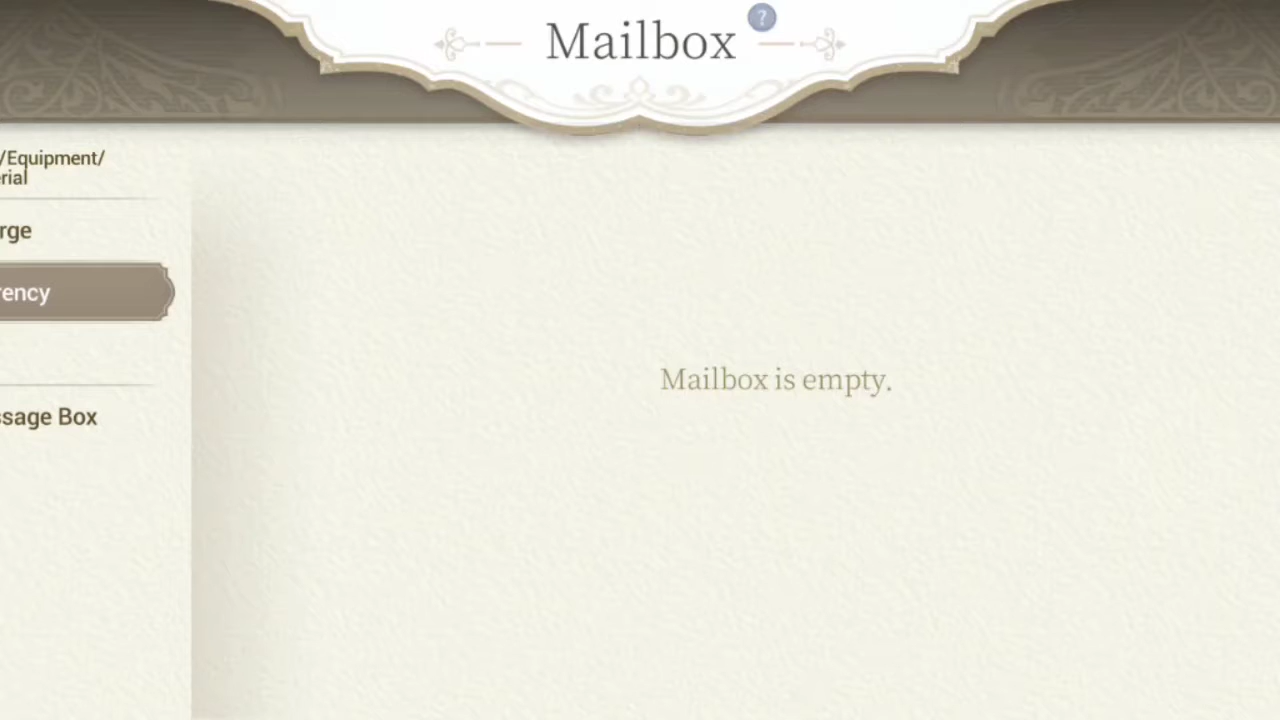 Mailbox
?
/Equipment/
erial
rge
rency
Mailbox is empty.
ssage Box